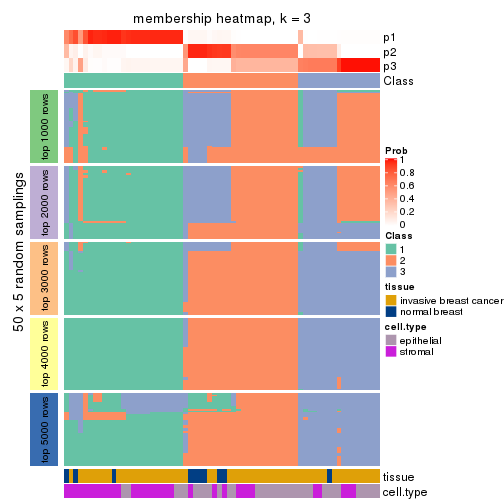 membership heatmap, k = 3
p1
p2
p3
Class
50 x 5 random samplings
top 1000 rows
top 2000 rows
top 3000 rows
top 4000 rows
top 5000 rows
Prob
1
0.8
0.6
0.4
0.2
0
Class
1
2
3
tissue
invasive breast cancer
normal breast
cell.type
epithelial
stromal
tissue
cell.type